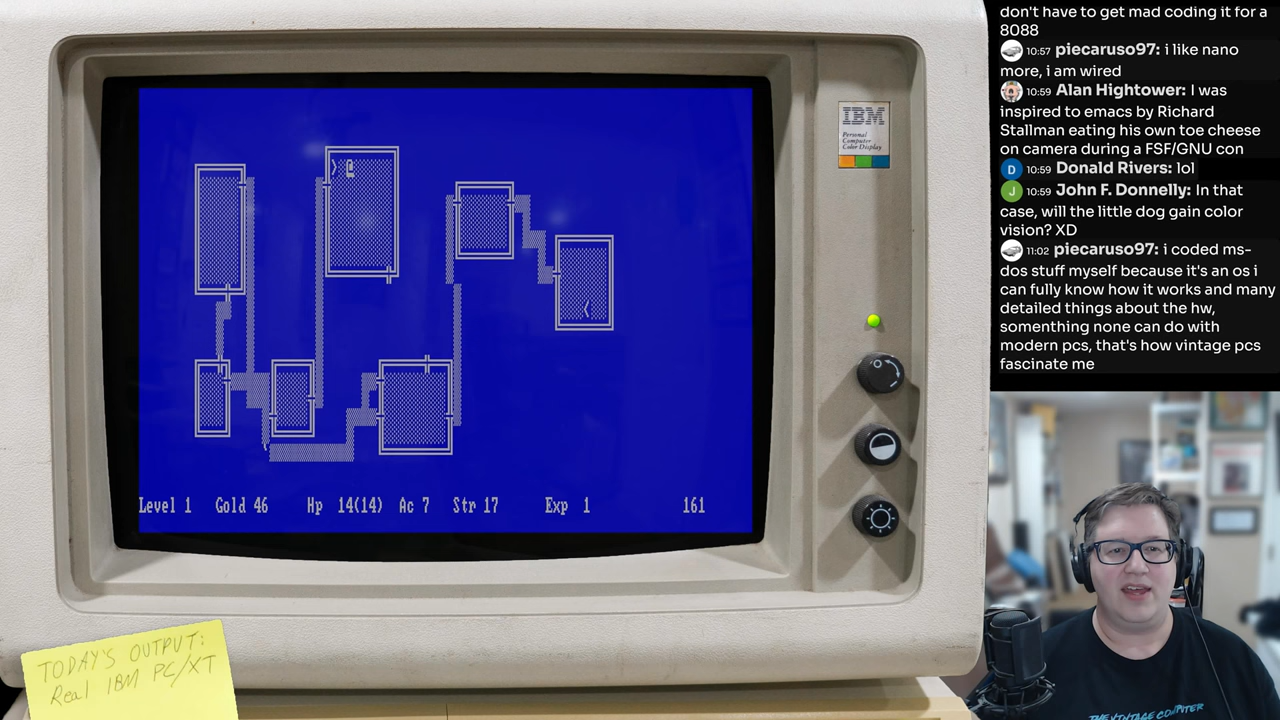 don't have to get mad coding it for a
8088
10:57 piecaruso97: i like nano
more, i am wired
10:59 Alan Hightower: I was
inspired to emacs by Richard
Stallman eating his own toe cheese
on camera during a FSF/GNU con
D 10:59 Donald Rivers: lol
J 10:59 John F. Donnelly: In that
case, will the little dog gain color
vision? XD
11:02 piecaruso97: i coded ms-
dos stuff myself because it's an os i
can fully know how it works and many
detailed things about the hw,
somenthing none can do with
modern pcs, that's how vintage pcs
fascinate me
IBM
Personal
Computer
Color Display
Level 1 Gold 46 Hp 14(14) Ac 7 Str 17 Exp 1 161
TODAY'S OUTPUT:
Real IBM PC/XT
THE VINTAGE COMPUTER